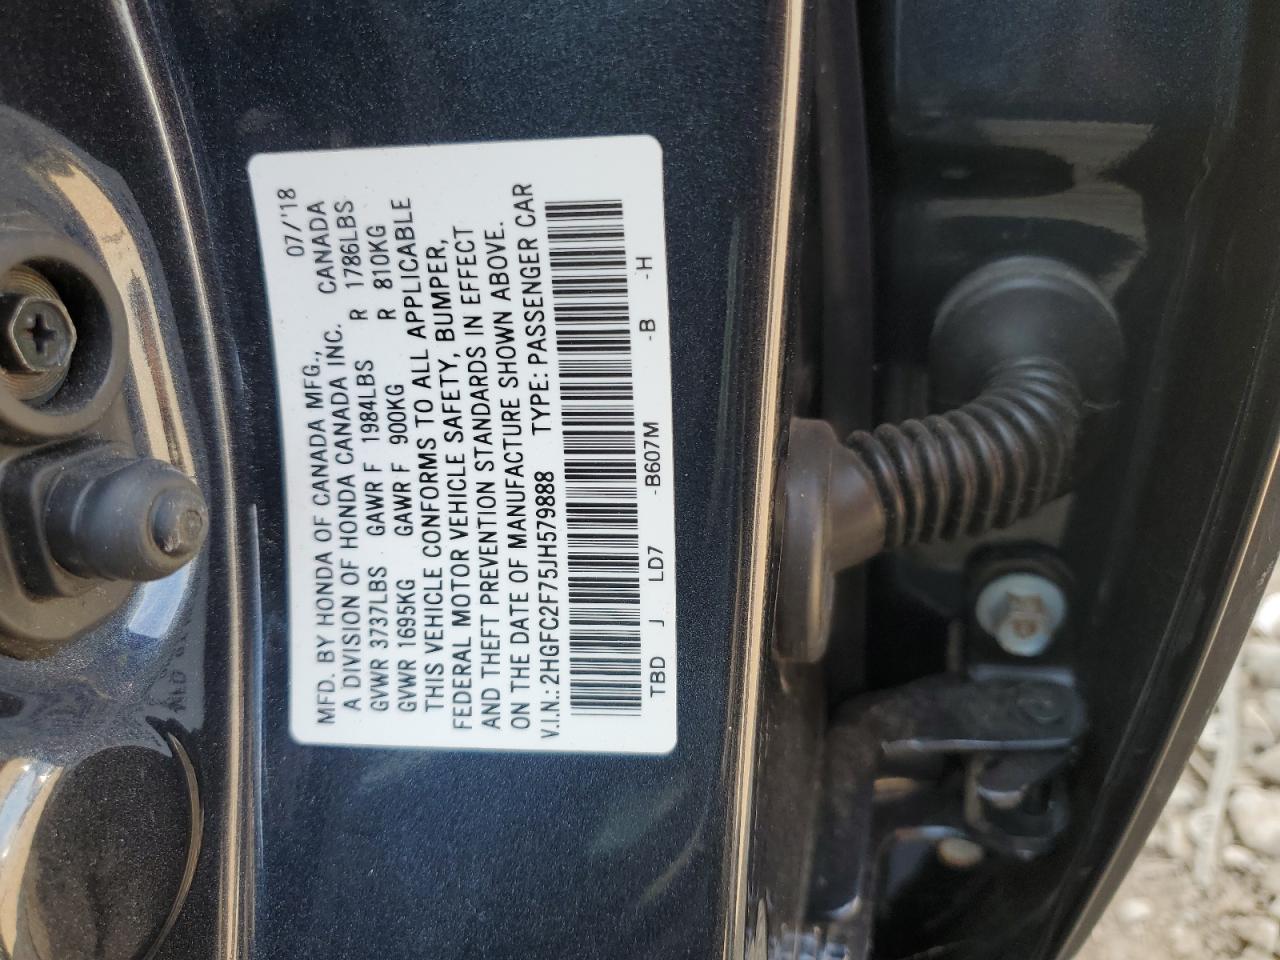 07/'18
MFD. BY HONDA OF CANADA MFG., CANADA
A DIVISION OF HONDA CANADA INC.
GVWR 3737LBS GAWR F 1984LBS R 1786LBS
GVWR 1695KG GAWR F 900KG R 810KG
THIS VEHICLE CONFORMS TO ALL APPLICABLE
FEDERAL MOTOR VEHICLE SAFETY, BUMPER,
AND THEFT PREVENTION STANDARDS IN EFFECT
ON THE DATE OF MANUFACTURE SHOWN ABOVE.
V.I.N.: 2HGFC2F75JH579888 TYPE: PASSENGER CAR
TBD J LD7 -B607M -B -H